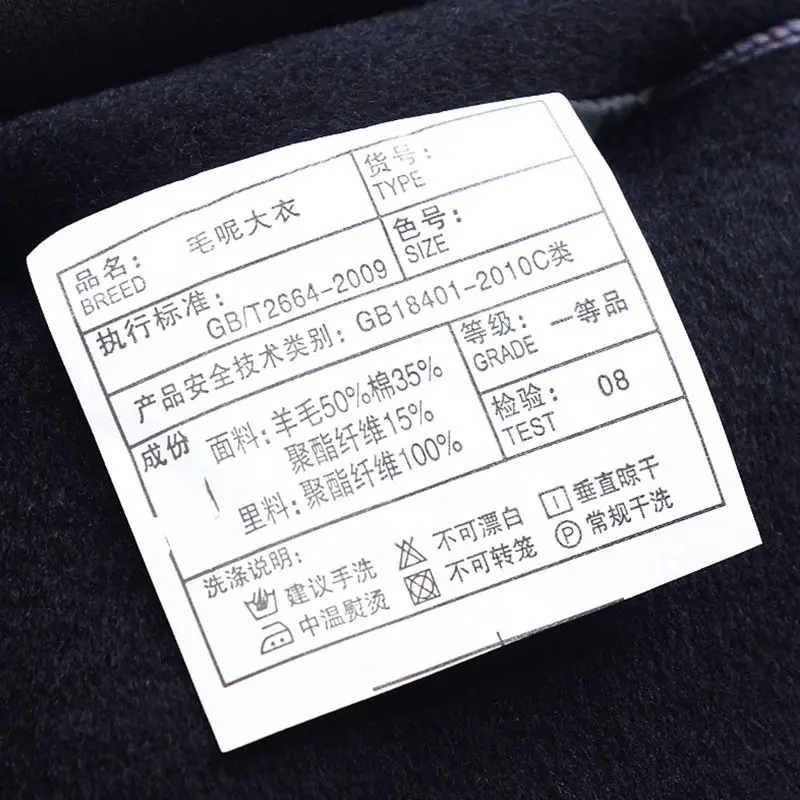 品名: 毛呢大衣
BREED
货号:
TYPE
执行标准: GB/T2664-2009
色号:
SIZE
产品安全技术类别: GB18401-2010C类
成份
面料:羊毛50%棉35%
聚酯纤维15%
里料:聚酯纤维100%
等级: 一等品
GRADE
检验: 08
TEST
洗涤说明:
建议手洗 不可漂白 垂直晾干
中温熨烫 不可转笼 P 常规干洗